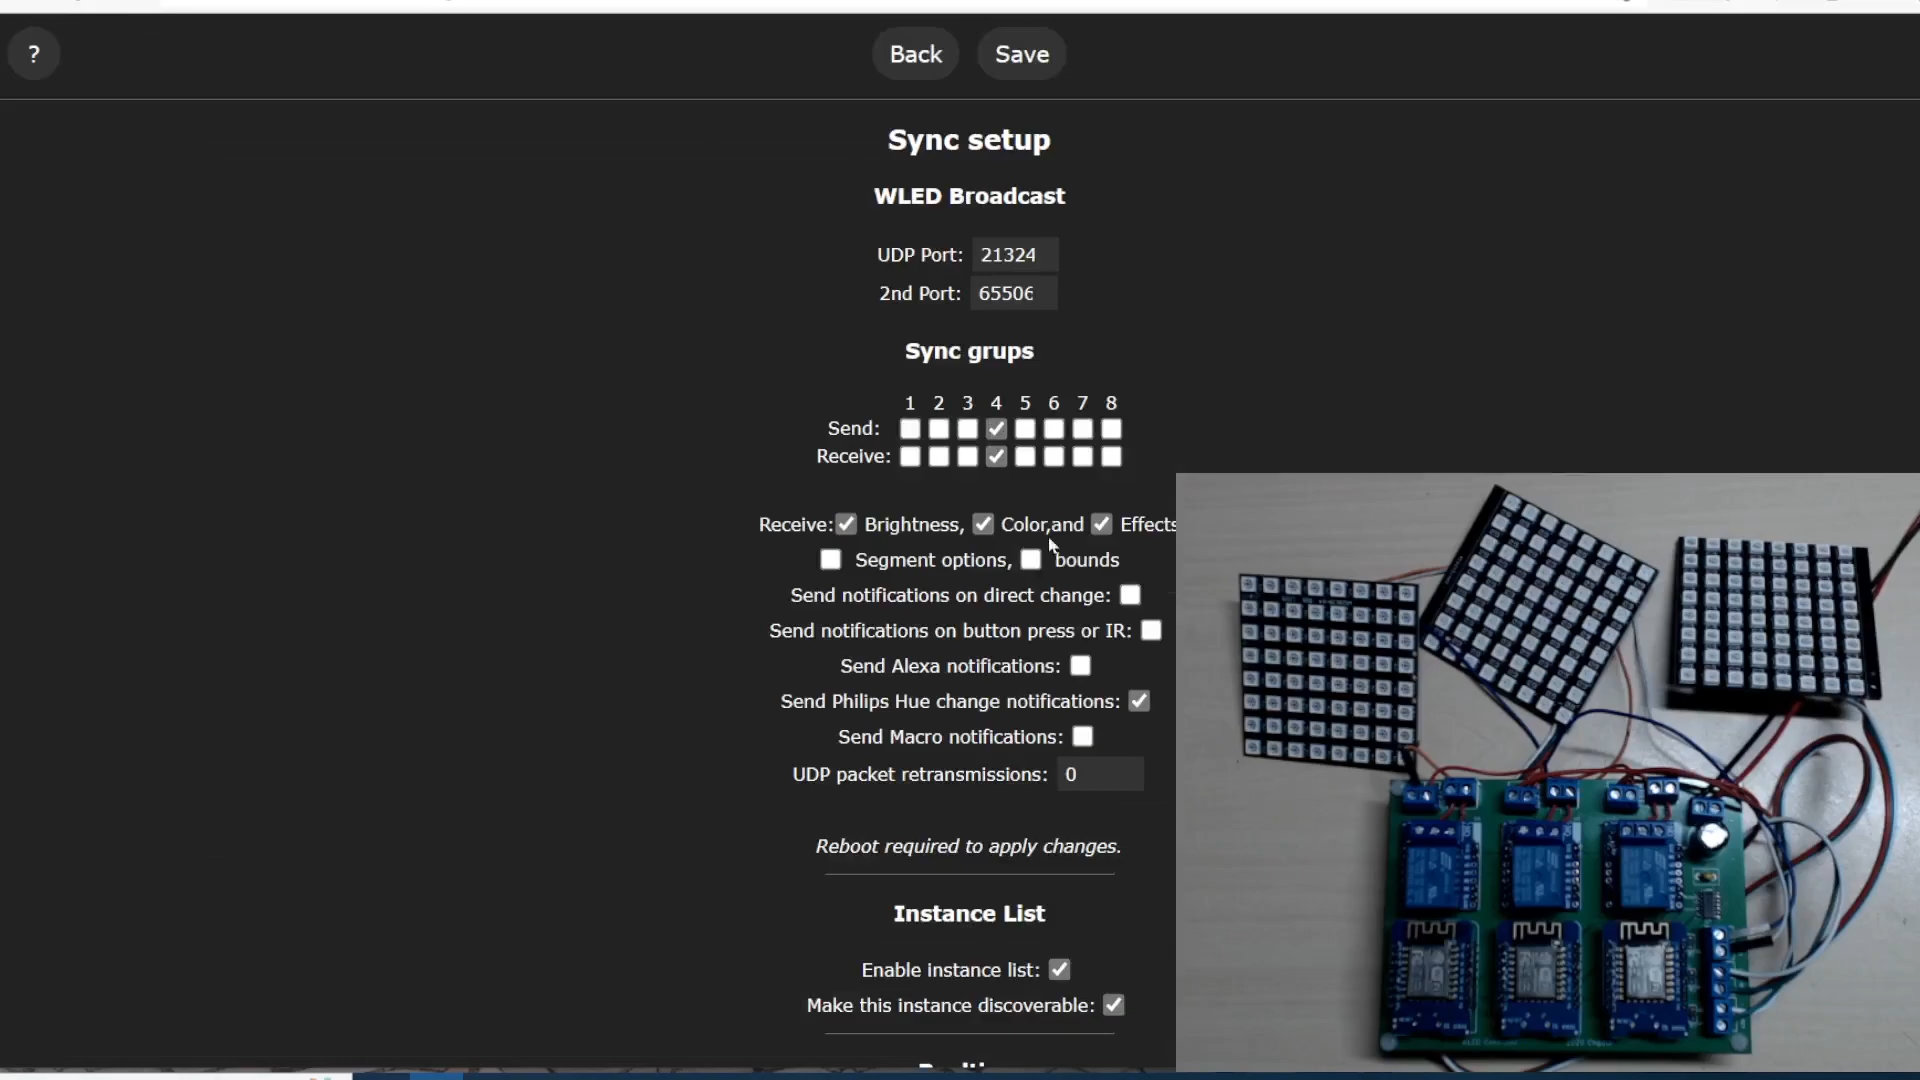 ?
Back Save
Sync setup
WLED Broadcast
UDP Port: 21324
2nd Port: 65506
Sync grups
1 2 3 4 5 6 7 8
Send:
Receive:
Receive: Brightness, Color,and Effects
Segment options, bounds
Send notifications on direct change:
Send notifications on button press or IR:
Send Alexa notifications:
Send Philips Hue change notifications:
Send Macro notifications:
UDP packet retransmissions: 0
Reboot required to apply changes.
Instance List
Enable instance list:
Make this instance discoverable: